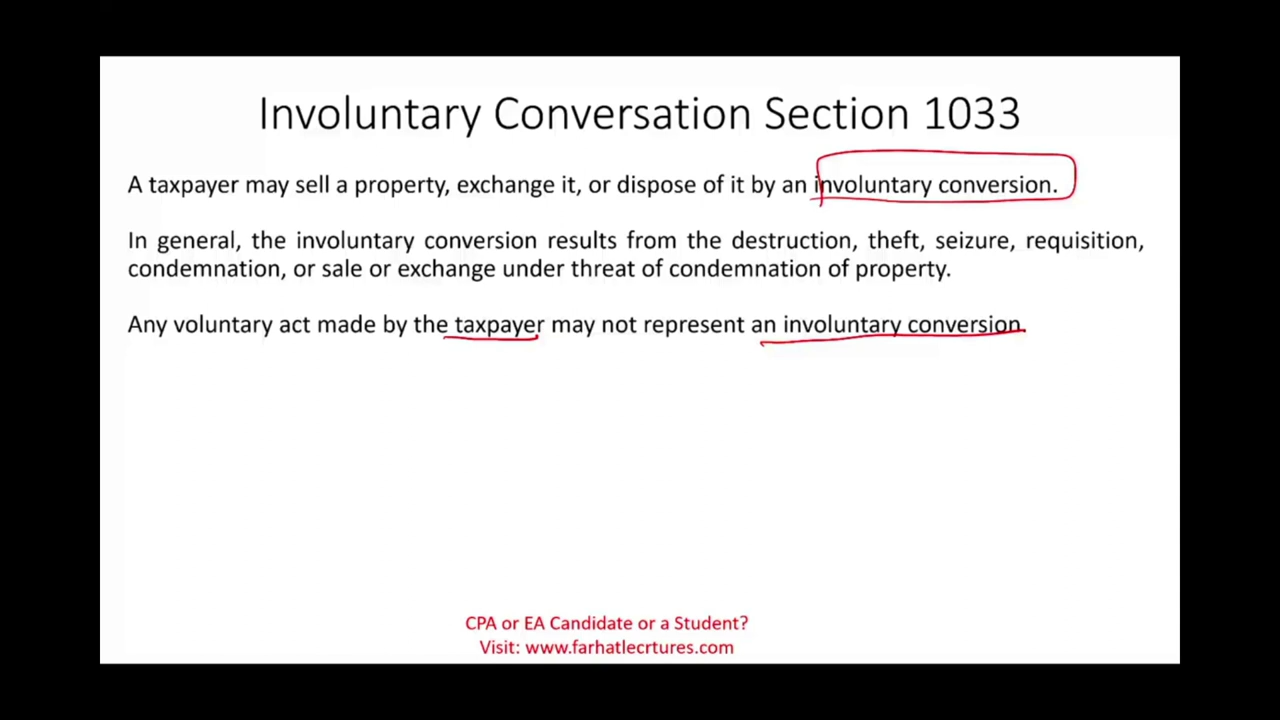 Involuntary Conversation Section 1033
A taxpayer may sell a property, exchange it, or dispose of it by an involuntary conversion.
In general, the involuntary conversion results from the destruction, theft, seizure, requisition,
condemnation, or sale or exchange under threat of condemnation of property.
Any voluntary act made by the taxpayer may not represent an involuntary conversion.
CPA or EA Candidate or a Student?
Visit: www.farhatlecrtures.com